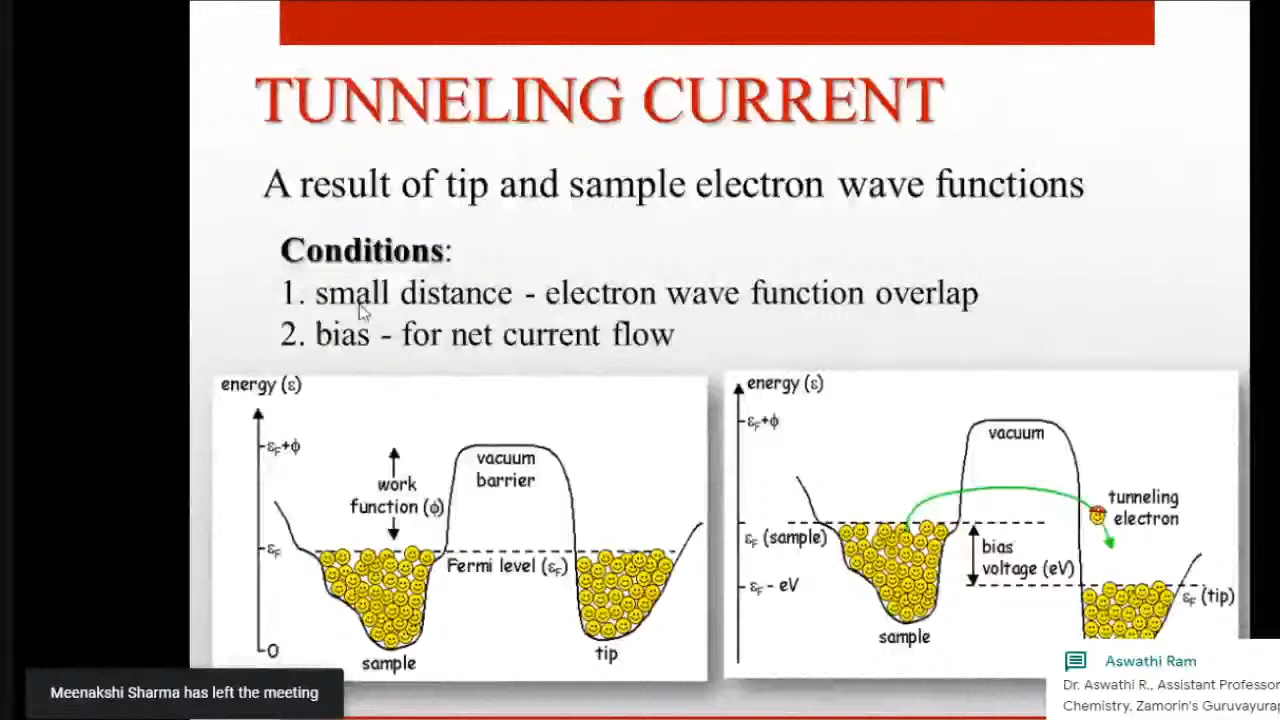 TUNNELING CURRENT
A result of tip and sample electron wave functions
Conditions:
1. small distance - electron wave function overlap
2. bias - for net current flow
energy (ε)
εF+ϕ
work
function (ϕ)
vacuum
barrier
εF
Fermi level (εF)
0
sample
tip
energy (ε)
εF+ϕ
vacuum
tunneling
electron
εF (sample)
bias
voltage (eV)
εF - eV
εF (tip)
sample
Meenakshi Sharma has left the meeting
Aswathi Ram
Dr. Aswathi R., Assistant Professor
Chemistry, Zamorin's Guruvayurap